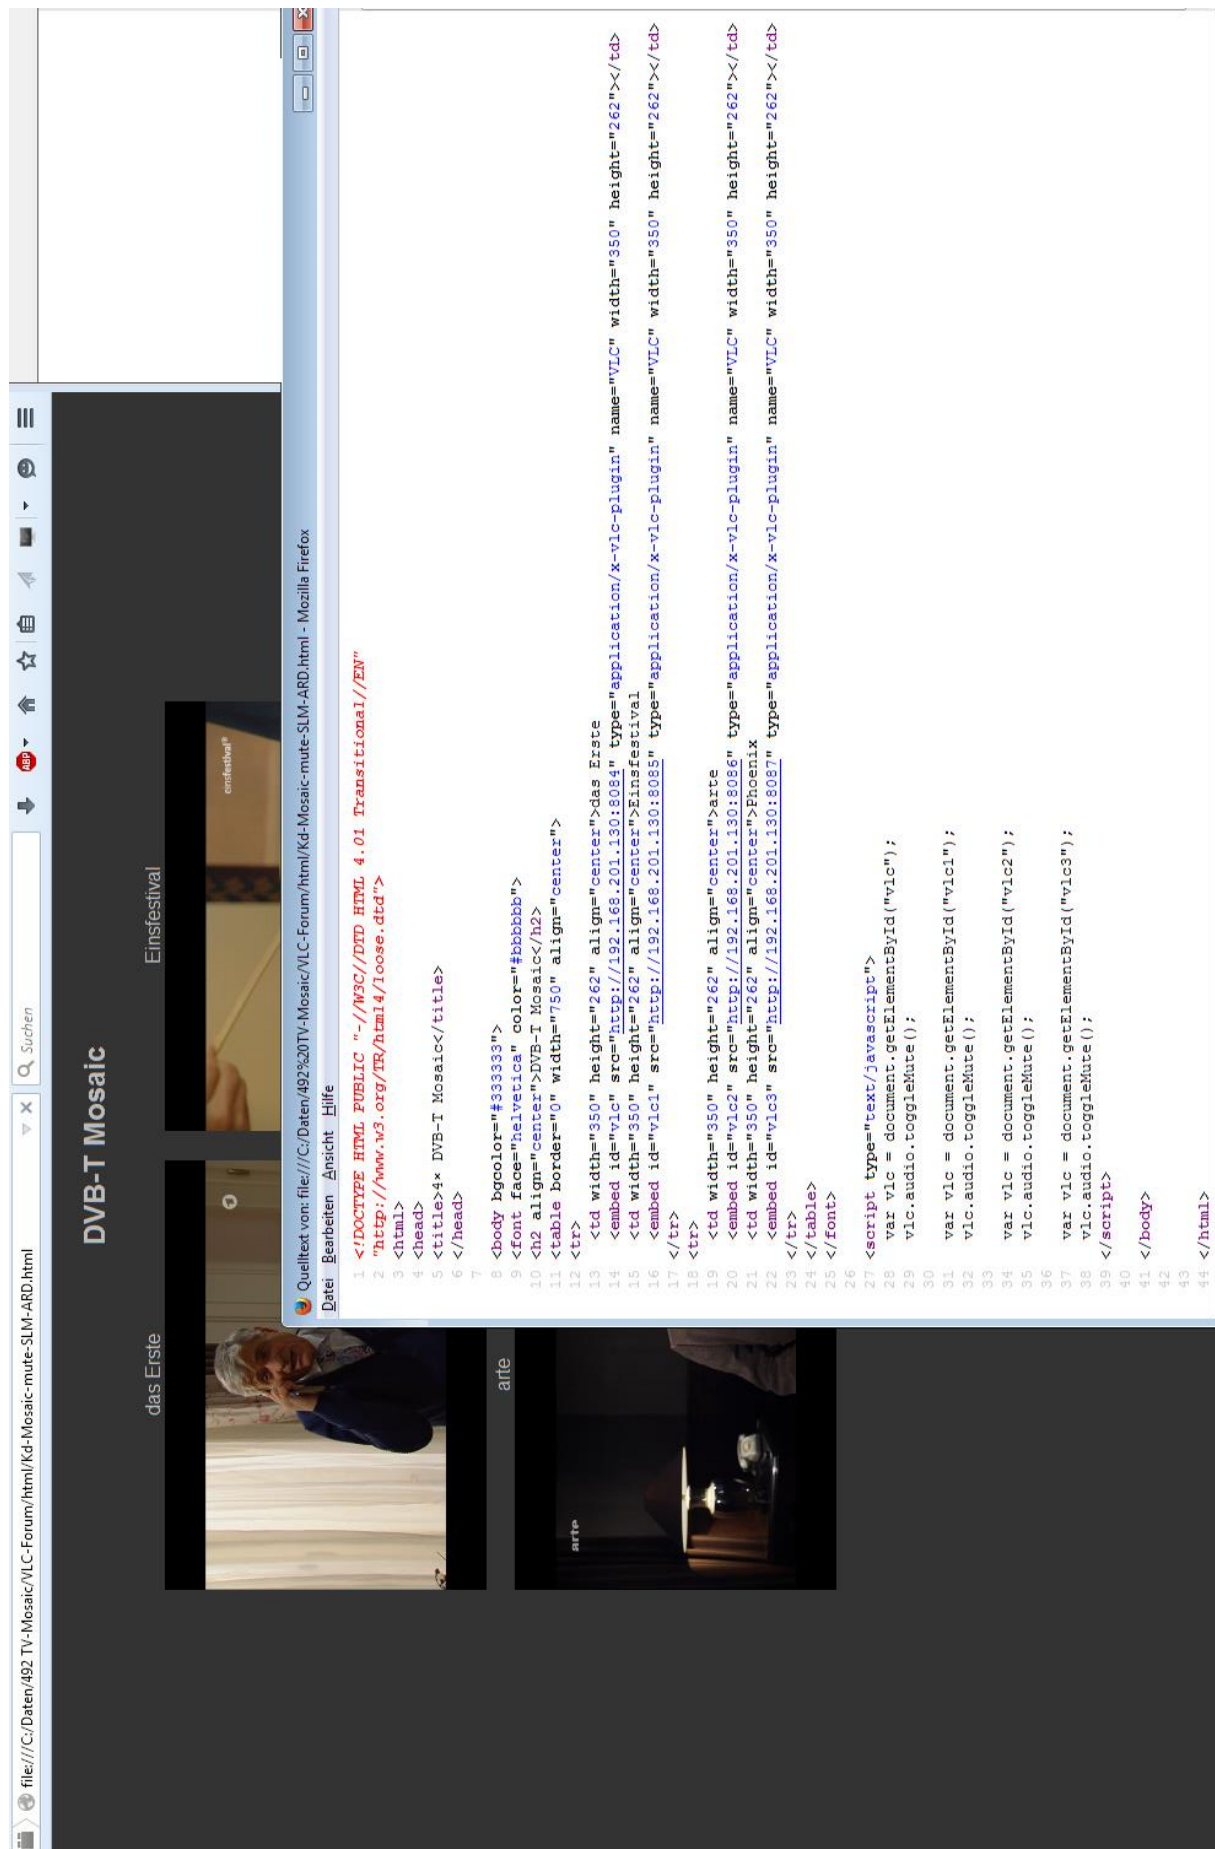 file:///C:/Daten/492 TV-Mosaic/VLC-Forum/html/Kd-Mosaic-mute-SLM-ARD.html
Suchen
ABP
DVB-T Mosaic
das Erste
Einsfestival
einsfestival
arte
arte
Quelltext von: file:///C:/Daten/492%20TV-Mosaic/VLC-Forum/html/Kd-Mosaic-mute-SLM-ARD.html - Mozilla Firefox
Datei Bearbeiten Ansicht Hilfe
1 <!DOCTYPE HTML PUBLIC "-//W3C//DTD HTML 4.01 Transitional//EN"
2 "http://www.w3.org/TR/html4/loose.dtd">
3 <html>
4 <head>
5 <title>4× DVB-T Mosaic</title>
6 </head>
7
8 <body bgcolor="#333333">
9 <font face="helvetica" color="#bbbbbb">
10 <h2 align="center">DVB-T Mosaic</h2>
11 <table border="0" width="750" align="center">
12 <tr>
13 <td width="350" height="262" align="center">das Erste
14 <embed id="vlc" src="http://192.168.201.130:8084" type="application/x-vlc-plugin" name="VLC" width="350" height="262"></td>
15 <td width="350" height="262" align="center">Einsfestival
16 <embed id="vlc1" src="http://192.168.201.130:8085" type="application/x-vlc-plugin" name="VLC" width="350" height="262"></td>
17 </tr>
18 <tr>
19 <td width="350" height="262" align="center">arte
20 <embed id="vlc2" src="http://192.168.201.130:8086" type="application/x-vlc-plugin" name="VLC" width="350" height="262"></td>
21 <td width="350" height="262" align="center">Phoenix
22 <embed id="vlc3" src="http://192.168.201.130:8087" type="application/x-vlc-plugin" name="VLC" width="350" height="262"></td>
23 </tr>
24 </table>
25 </font>
26
27 <script type="text/javascript">
28 var vlc = document.getElementById("vlc");
29 vlc.audio.toggleMute();
30
31 var vlc = document.getElementById("vlc1");
32 vlc.audio.toggleMute();
33
34 var vlc = document.getElementById("vlc2");
35 vlc.audio.toggleMute();
36
37 var vlc = document.getElementById("vlc3");
38 vlc.audio.toggleMute();
39 </script>
40
41 </body>
42
43
44 </html>